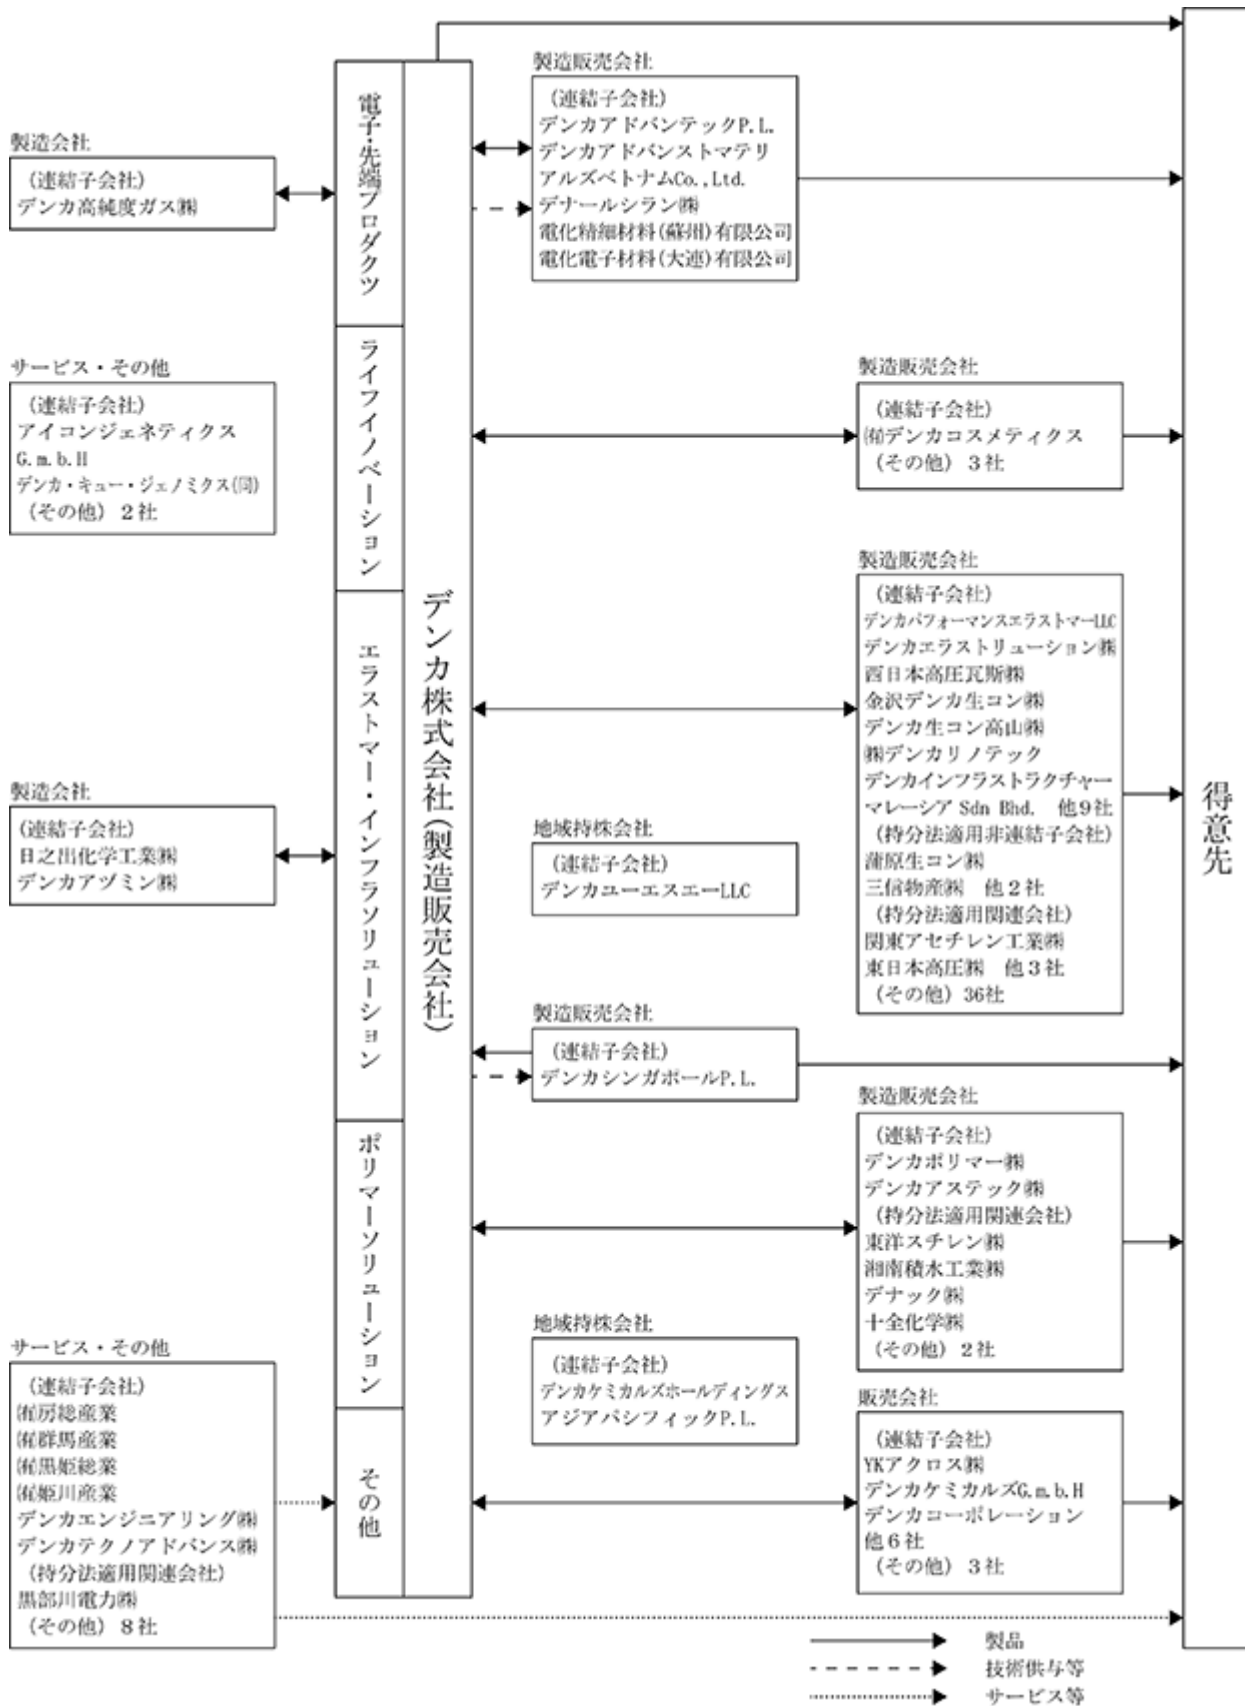 製造会社
(連結子会社)
デンカ高純度ガス㈱
サービス・その他
(連結子会社)
アイコンジェネティクス
G.m.b.H
デンカ・キュー・ジェノミクス(同)
(その他) 2社
製造会社
(連結子会社)
日之出化学工業㈱
デンカアヅミン㈱
サービス・その他
(連結子会社)
㈲房総産業
㈲群馬産業
㈲黒姫総業
㈲姫川産業
デンカエンジニアリング㈱
デンカテクノアドバンス㈱
(持分法適用関連会社)
黒部川電力㈱
(その他) 8社
電子・先端プロダクツ
ライフイノベーション
エラストマー・インフラソリューション
ポリマーソリューション
その他
デンカ株式会社(製造販売会社)
製造販売会社
(連結子会社)
デンカアドバンテックP.L.
デンカアドバンストマテリ
アルズベトナムCo.,Ltd.
デナールシラン㈱
電化精細材料(蘇州)有限公司
電化電子材料(大連)有限公司
地域持株会社
(連結子会社)
デンカユーエスエーLLC
製造販売会社
(連結子会社)
デンカシンガポールP.L.
地域持株会社
(連結子会社)
デンカケミカルズホールディングス
アジアパシフィックP.L.
製造販売会社
(連結子会社)
㈲デンカコスメティクス
(その他) 3社
製造販売会社
(連結子会社)
デンカパフォーマンスエラストマーLLC
デンカエラストリューション㈱
西日本高圧瓦斯㈱
金沢デンカ生コン㈱
デンカ生コン高山㈱
㈱デンカリノテック
デンカインフラストラクチャー
マレーシア Sdn Bhd. 他9社
(持分法適用非連結子会社)
蒲原生コン㈱
三信物産㈱ 他2社
(持分法適用関連会社)
関東アセチレン工業㈱
東日本高圧㈱ 他3社
(その他) 36社
製造販売会社
(連結子会社)
デンカポリマー㈱
デンカアステック㈱
(持分法適用関連会社)
東洋スチレン㈱
湘南積水工業㈱
デナック㈱
十全化学㈱
(その他) 2社
販売会社
(連結子会社)
YKアクロス㈱
デンカケミカルズG.m.b.H
デンカコーポレーション
他6社
(その他) 3社
得意先
製品
技術供与等
サービス等